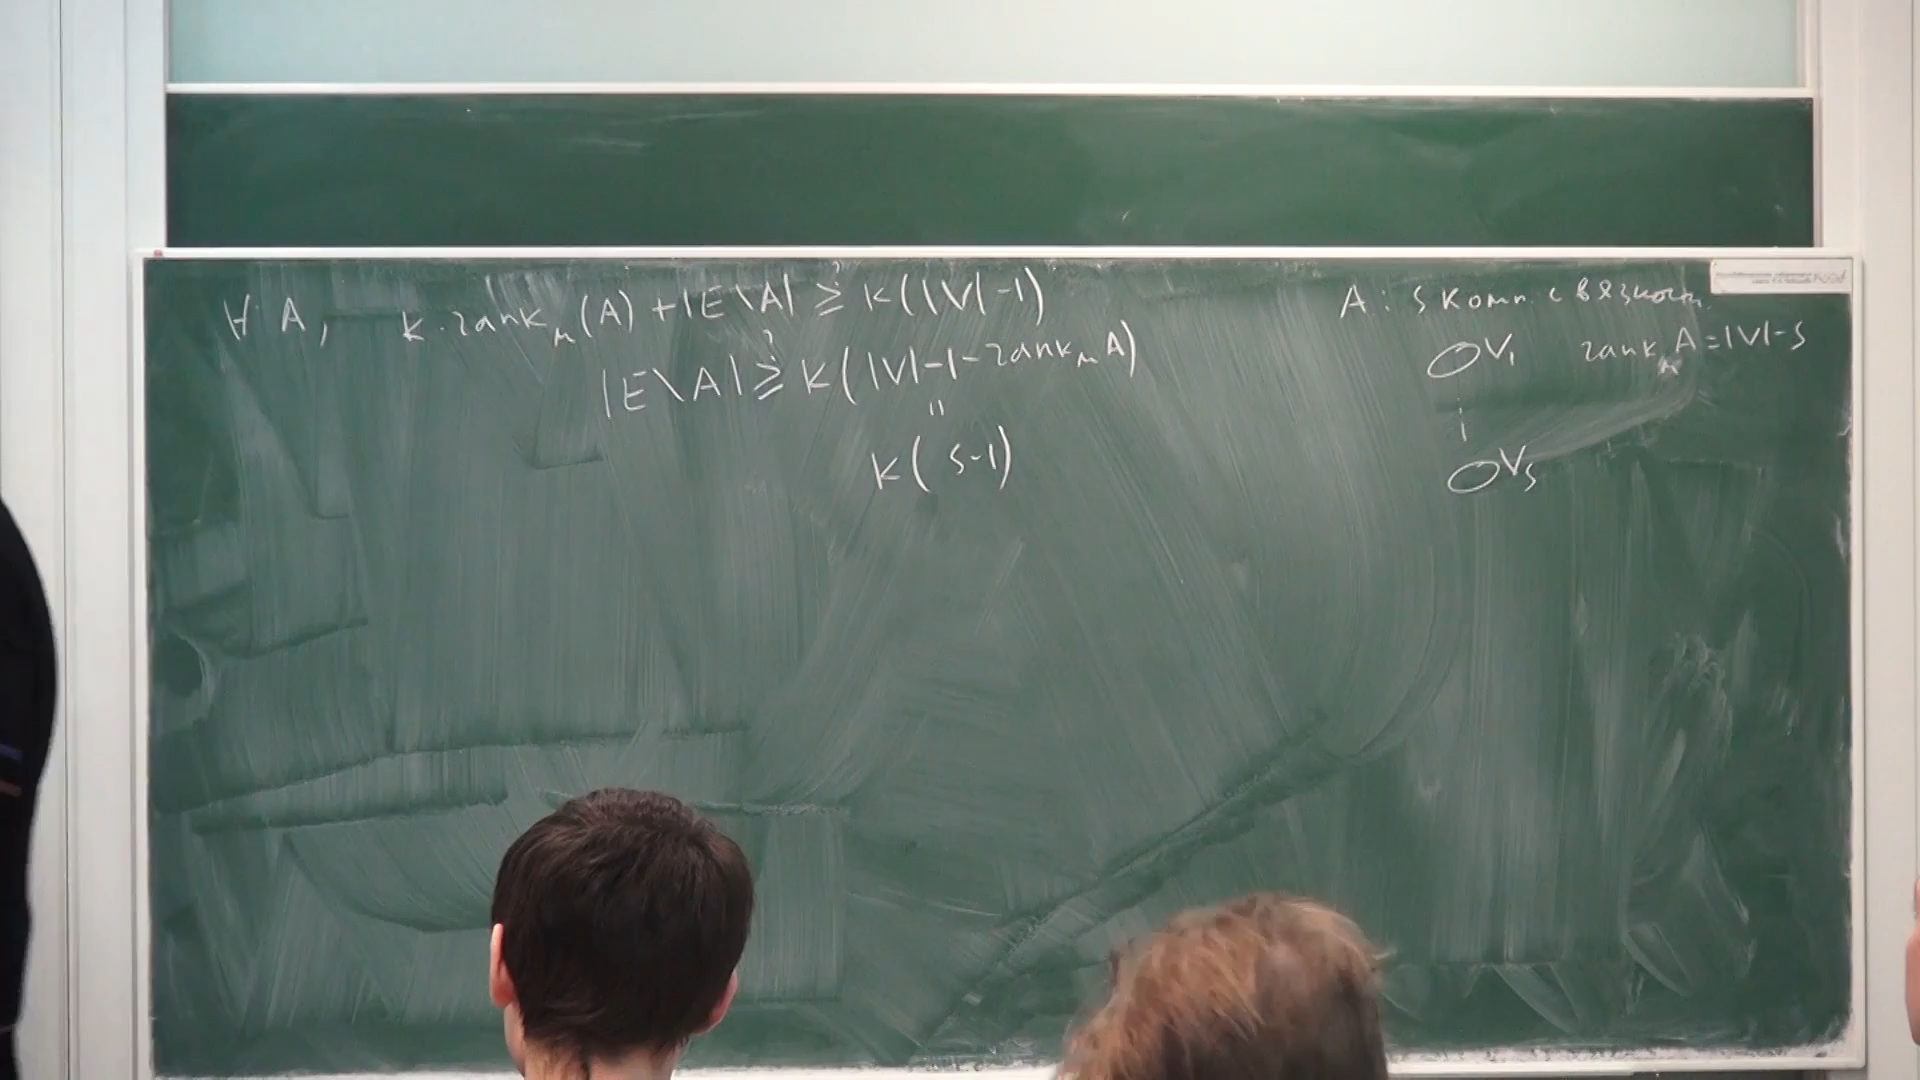 ∀ A, k·rank_M(A) + |E\A| ≥? k(|V|-1)
|E\A| ≥? k(|V|-1-rank_M A)
=
k(s-1)
A: s комп. связности
V₁ rank_M A = |V|-s
V_s